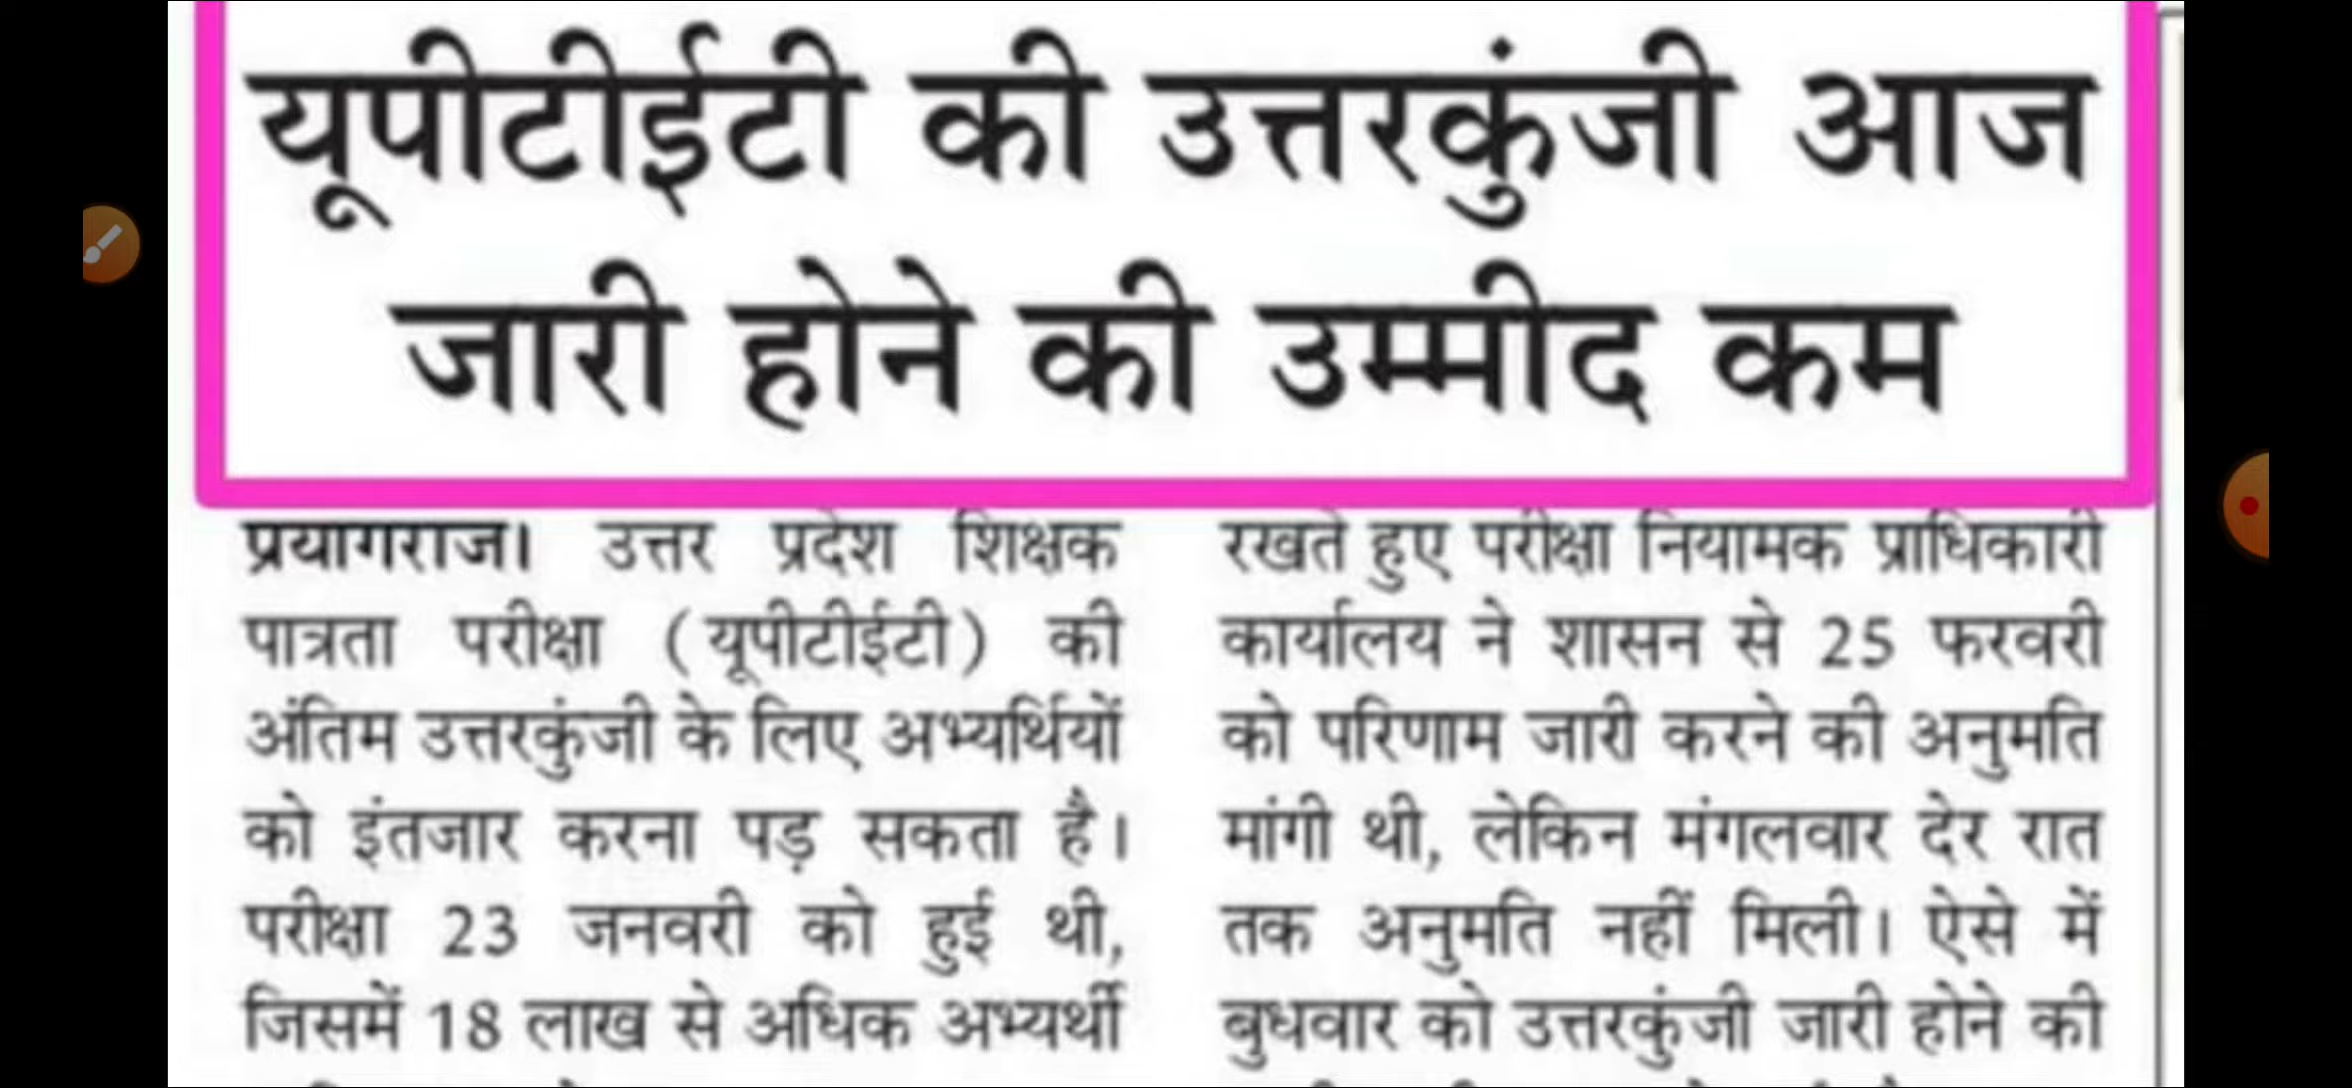 यूपीटीईटी की उत्तरकुंजी आज
जारी होने की उम्मीद कम
प्रयागराज। उत्तर प्रदेश शिक्षक
पात्रता परीक्षा (यूपीटीईटी) की
अंतिम उत्तरकुंजी के लिए अभ्यर्थियों
को इंतजार करना पड़ सकता है।
परीक्षा 23 जनवरी को हुई थी,
जिसमें 18 लाख से अधिक अभ्यर्थी
रखते हुए परीक्षा नियामक प्राधिकारी
कार्यालय ने शासन से 25 फरवरी
को परिणाम जारी करने की अनुमति
मांगी थी, लेकिन मंगलवार देर रात
तक अनुमति नहीं मिली। ऐसे में
बुधवार को उत्तरकुंजी जारी होने की